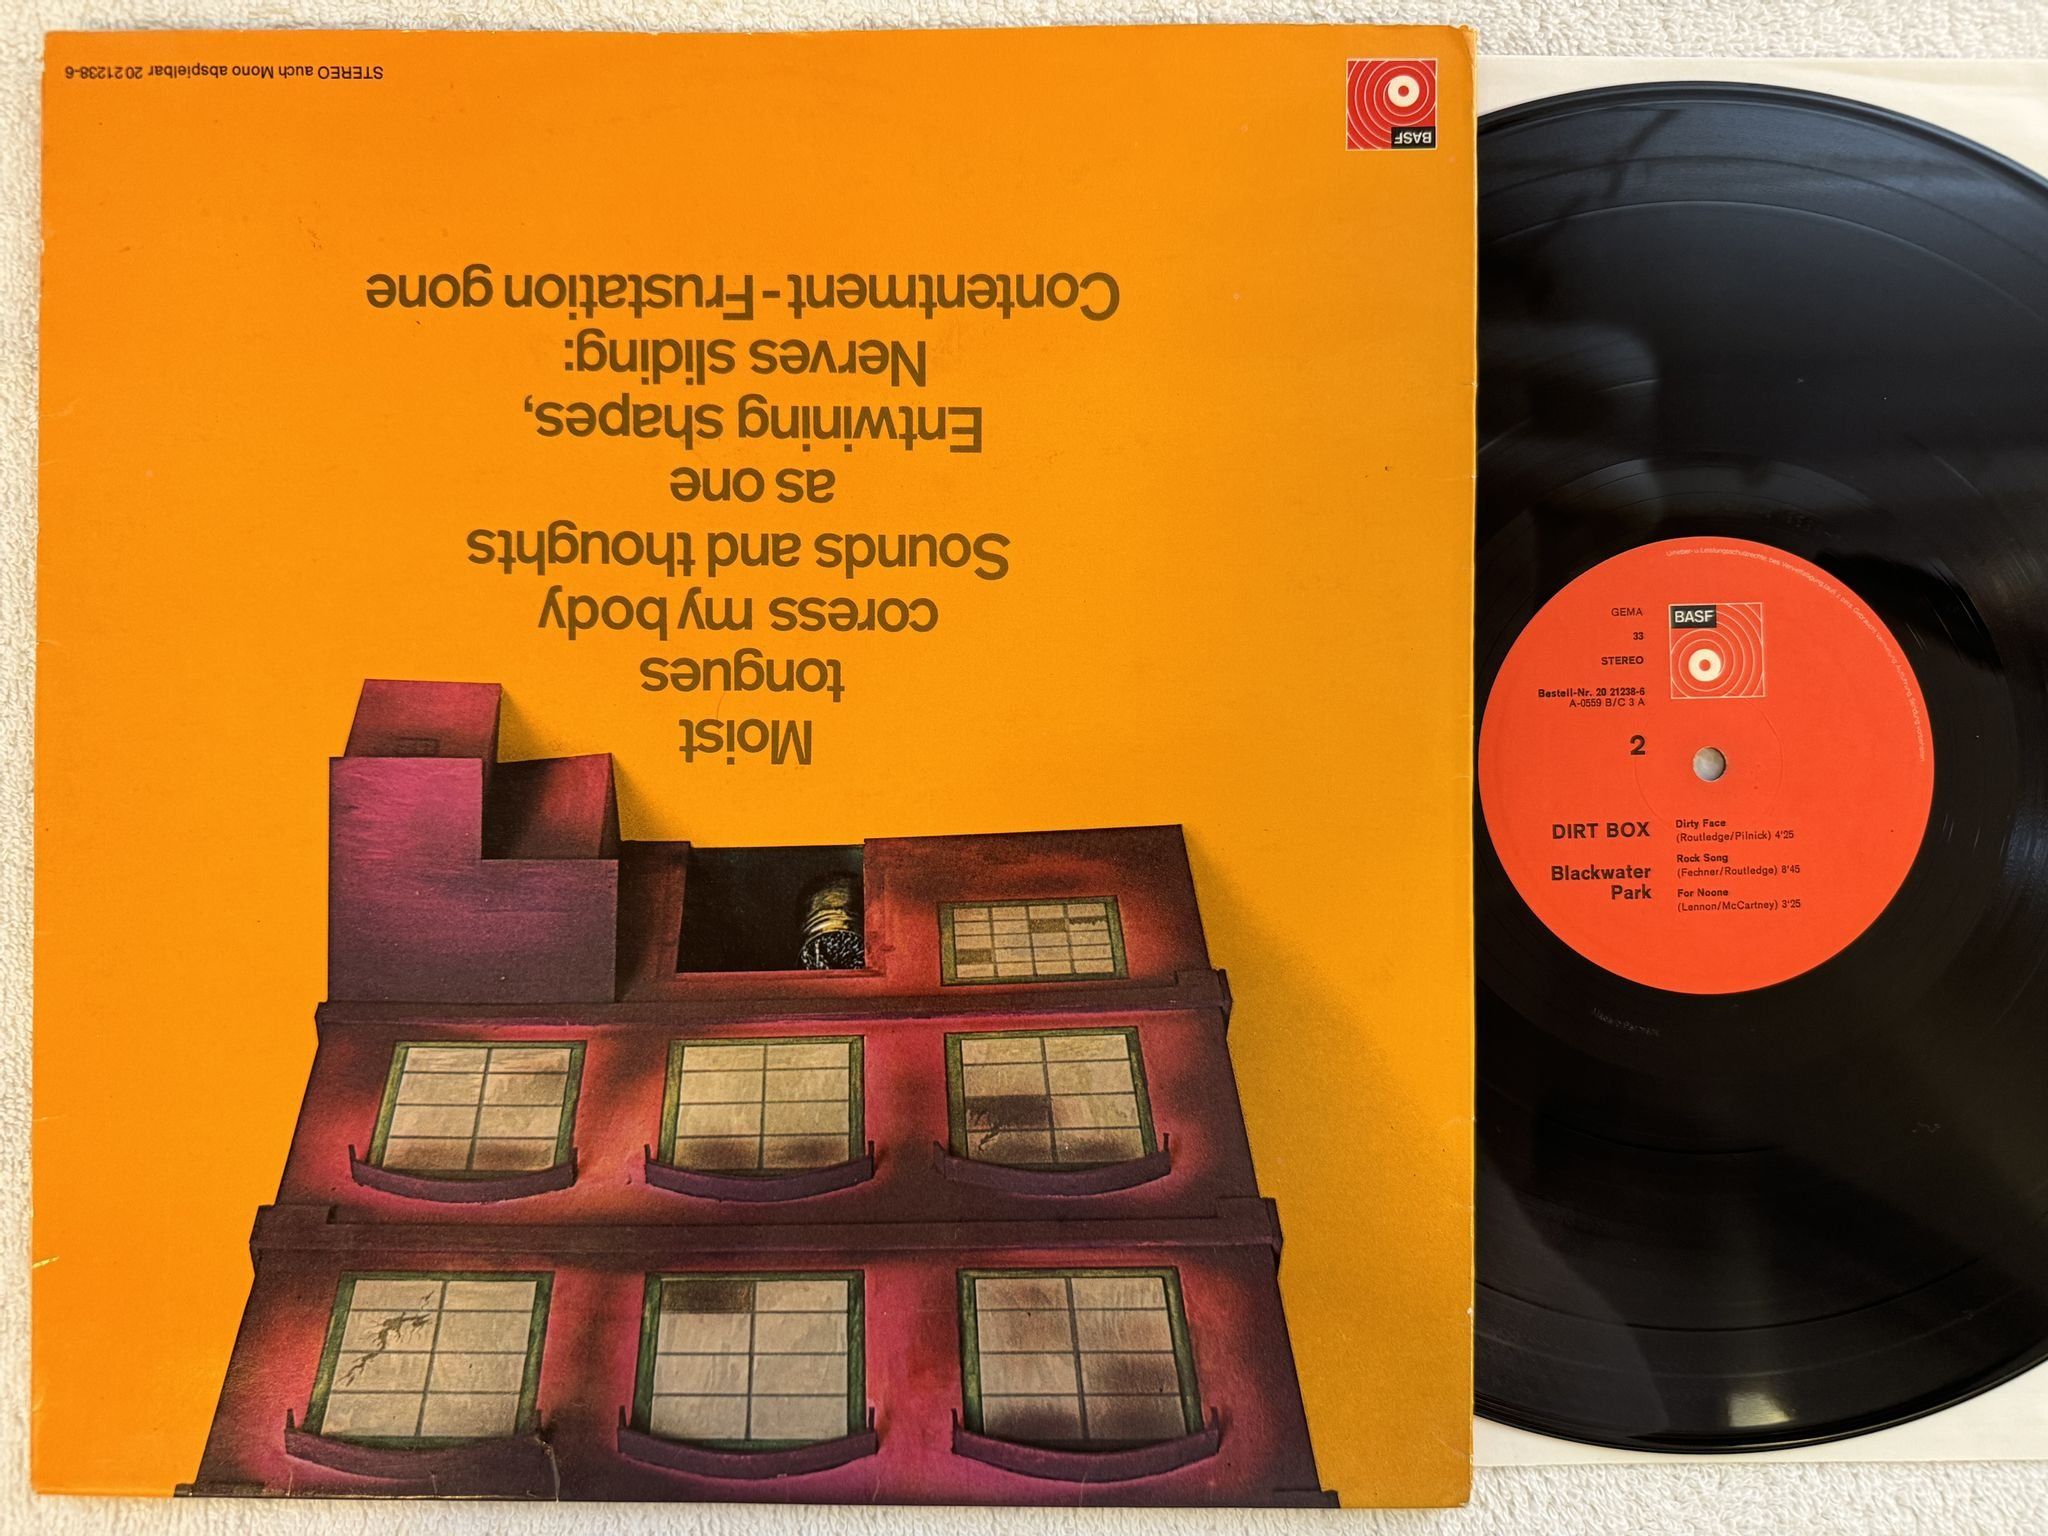 STEREO auch Mono abspielbar 20 21238-6
BASF
Moist
tongues
coress my body
Sounds and thoughts
as one
Entwining shapes,
Nerves sliding:
Contentment - Frustation gone
BASF
GEMA
33
STEREO
Bestell-Nr. 20 21238-6
A-0559 B/C 3 A
2
DIRT BOX
Blackwater
Park
Dirty Face
(Routledge/Pilnick) 4'25
Rock Song
(Fechner/Routledge) 8'45
For Noone
(Lennon/McCartney) 3'25
Urheber- u. Leistungsschutzrechte